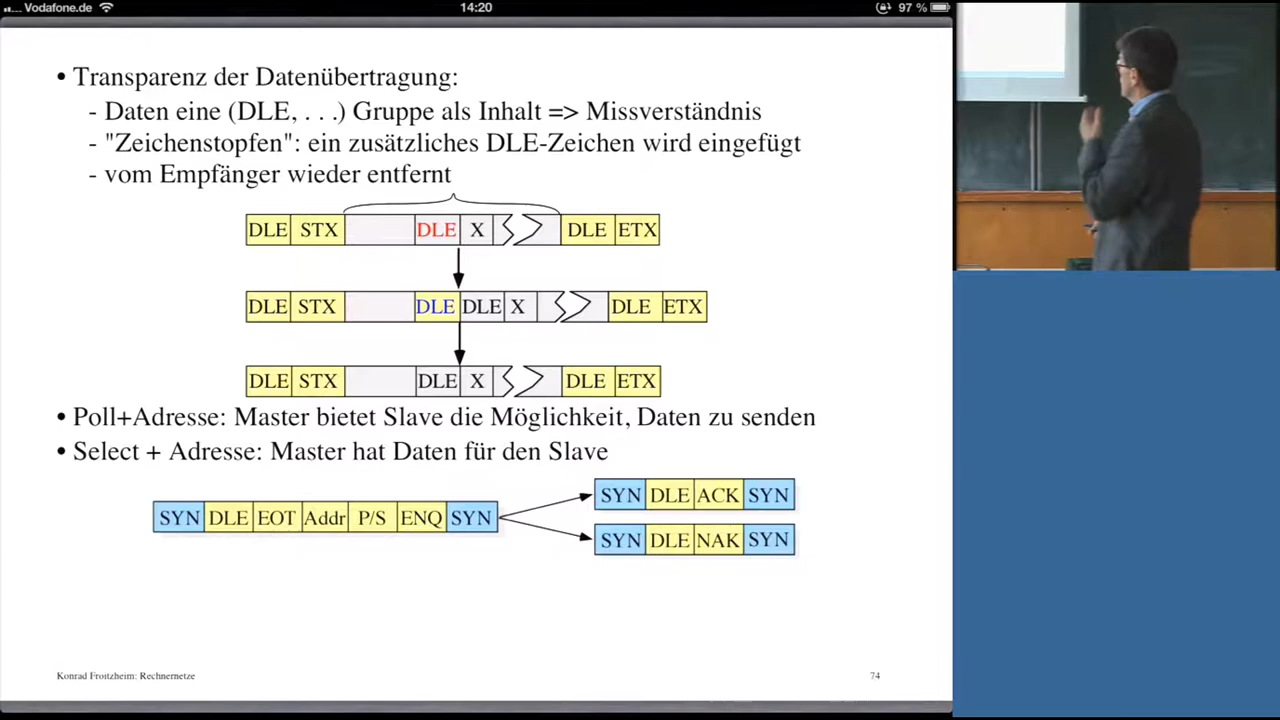 Vodafone.de 14:20 97 %
• Transparenz der Datenübertragung:
- Daten eine (DLE, . . .) Gruppe als Inhalt => Missverständnis
- "Zeichenstopfen": ein zusätzliches DLE-Zeichen wird eingefügt
- vom Empfänger wieder entfernt
DLE STX DLE X DLE ETX
DLE STX DLE DLE X DLE ETX
DLE STX DLE X DLE ETX
• Poll+Adresse: Master bietet Slave die Möglichkeit, Daten zu senden
• Select + Adresse: Master hat Daten für den Slave
SYN DLE ACK SYN
SYN DLE EOT Addr P/S ENQ SYN
SYN DLE NAK SYN
Konrad Froitzheim: Rechnernetze 74